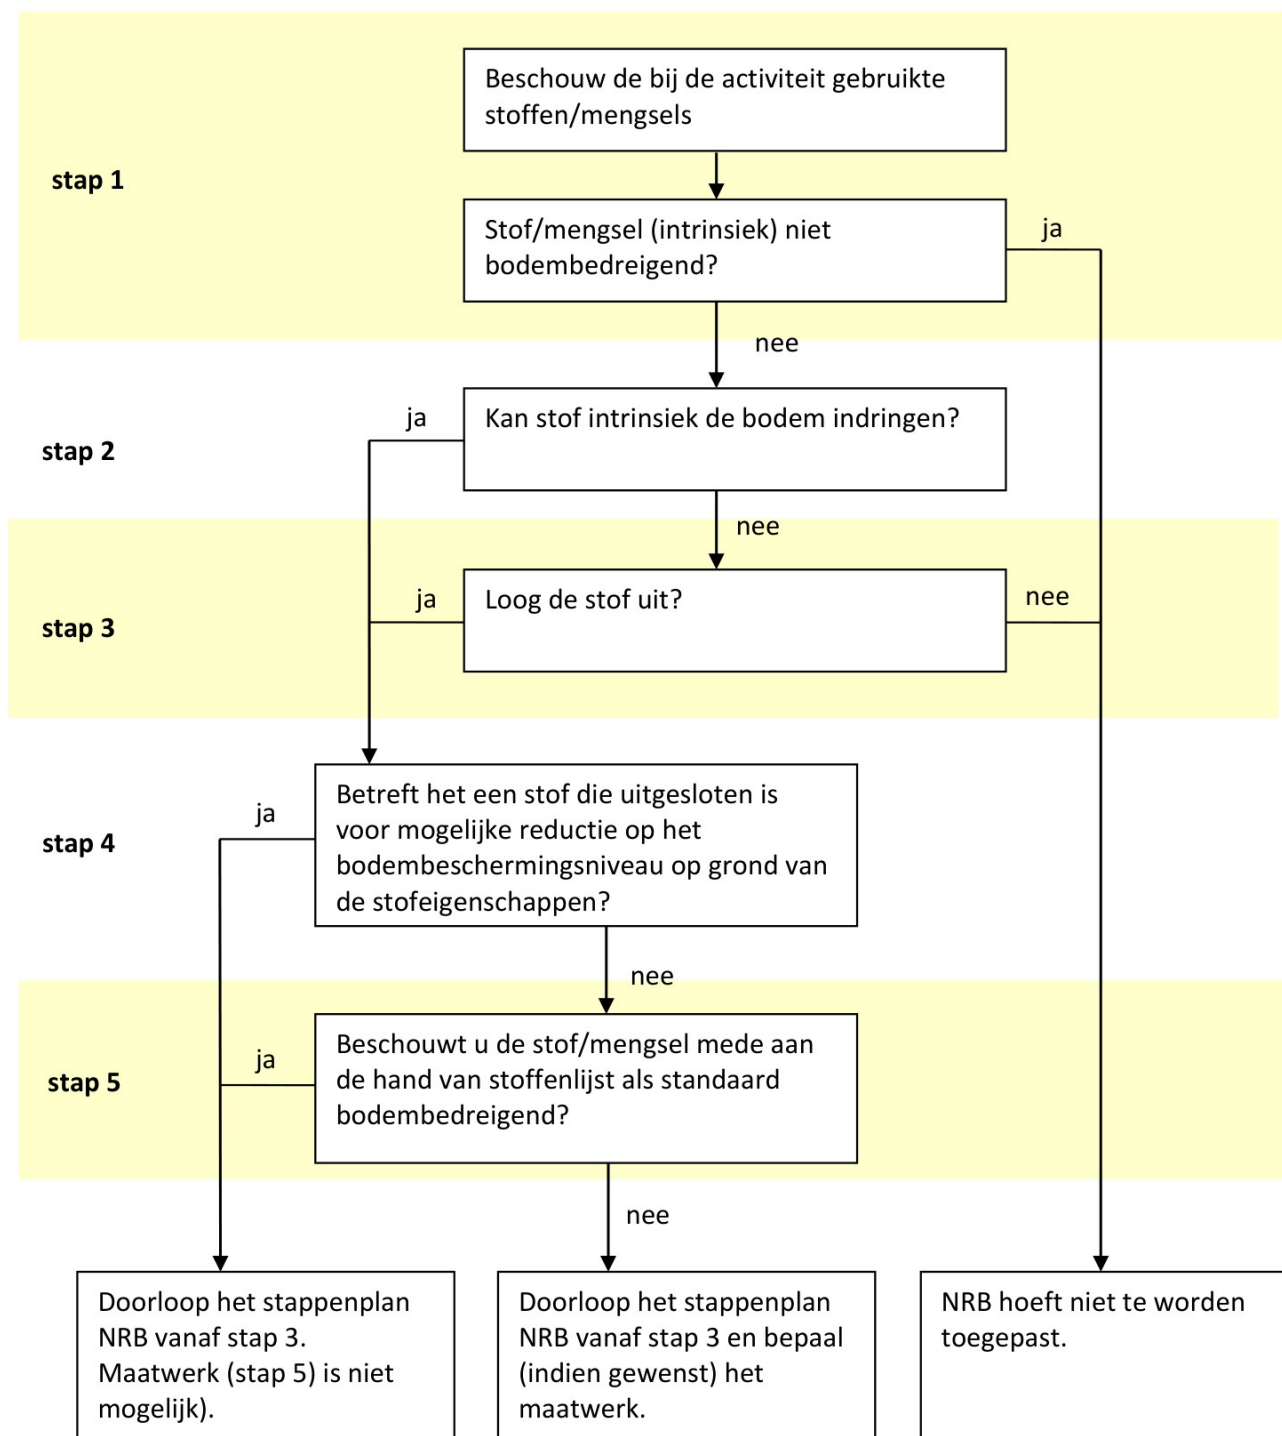 Beschouw de bij de activiteit gebruikte
stoffen/mengsels
stap 1
Stof/mengsel (intrinsiek) niet
bodembedreigend?
ja
nee
ja
Kan stof intrinsiek de bodem indringen?
stap 2
nee
ja
Loog de stof uit?
nee
stap 3
Betreft het een stof die uitgesloten is
voor mogelijke reductie op het
bodembeschermingsniveau op grond van
de stofeigenschappen?
ja
stap 4
nee
Beschouwt u de stof/mengsel mede aan
de hand van stoffenlijst als standaard
bodembedreigend?
ja
stap 5
nee
Doorloop het stappenplan
NRB vanaf stap 3.
Maatwerk (stap 5) is niet
mogelijk).
Doorloop het stappenplan
NRB vanaf stap 3 en bepaal
(indien gewenst) het
maatwerk.
NRB hoeft niet te worden
toegepast.